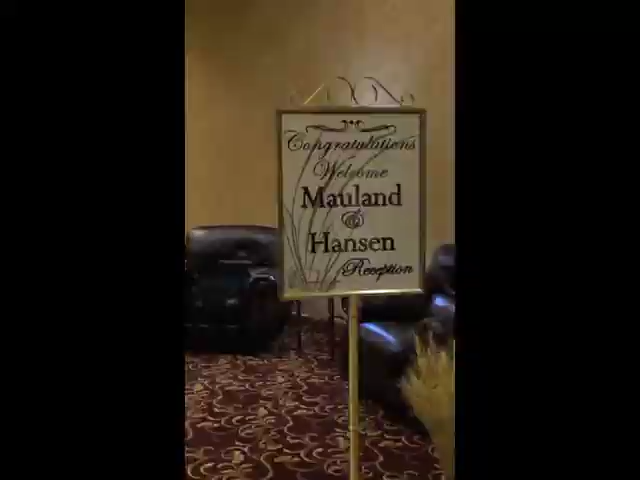 Congratulations
Welcome
Mauland
&
Hansen
Reception